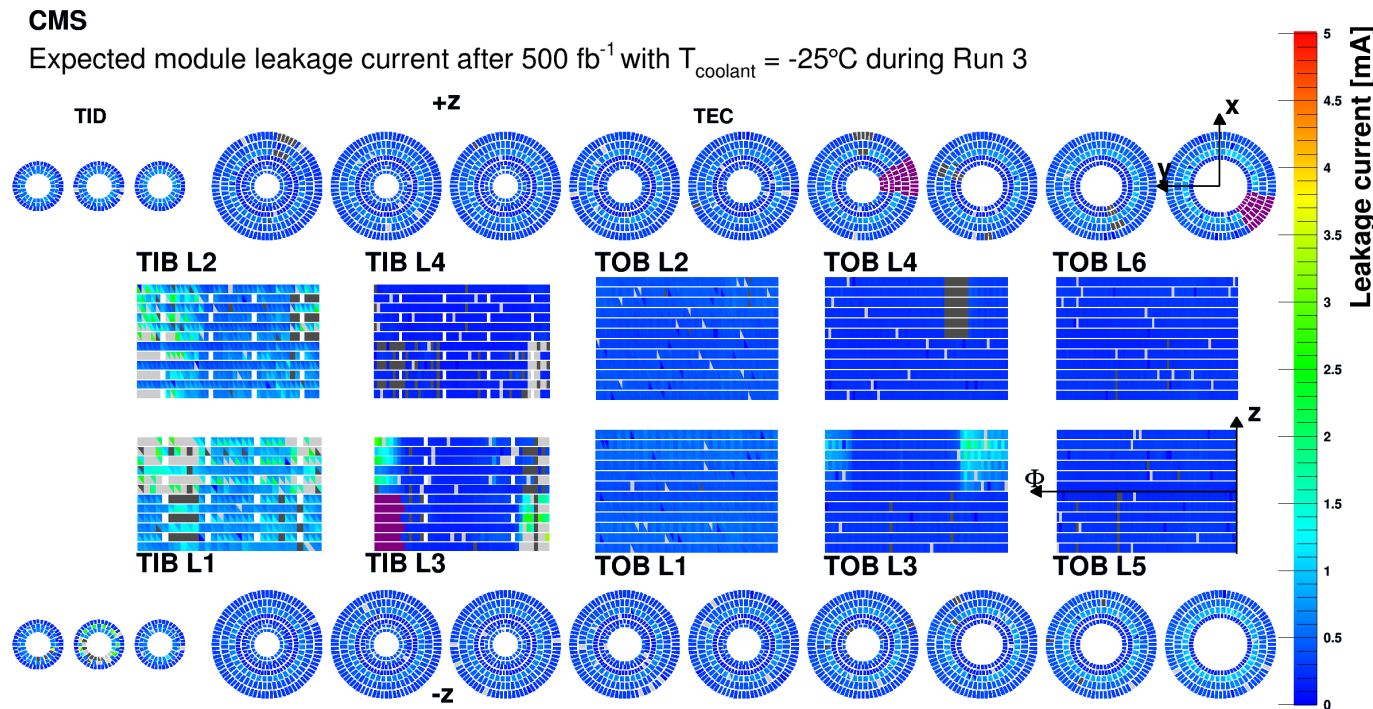 CMS
Expected module leakage current after 500 fb-1 with Tcoolant = -25°C during Run 3
+z
TID
TEC
x
y
TIB L2
TIB L4
TOB L2
TOB L4
TOB L6
z
Φ
TIB L1
TIB L3
TOB L1
TOB L3
TOB L5
-z
5
4.5
4
3.5
3
2.5
2
1.5
1
0.5
0
Leakage current [mA]